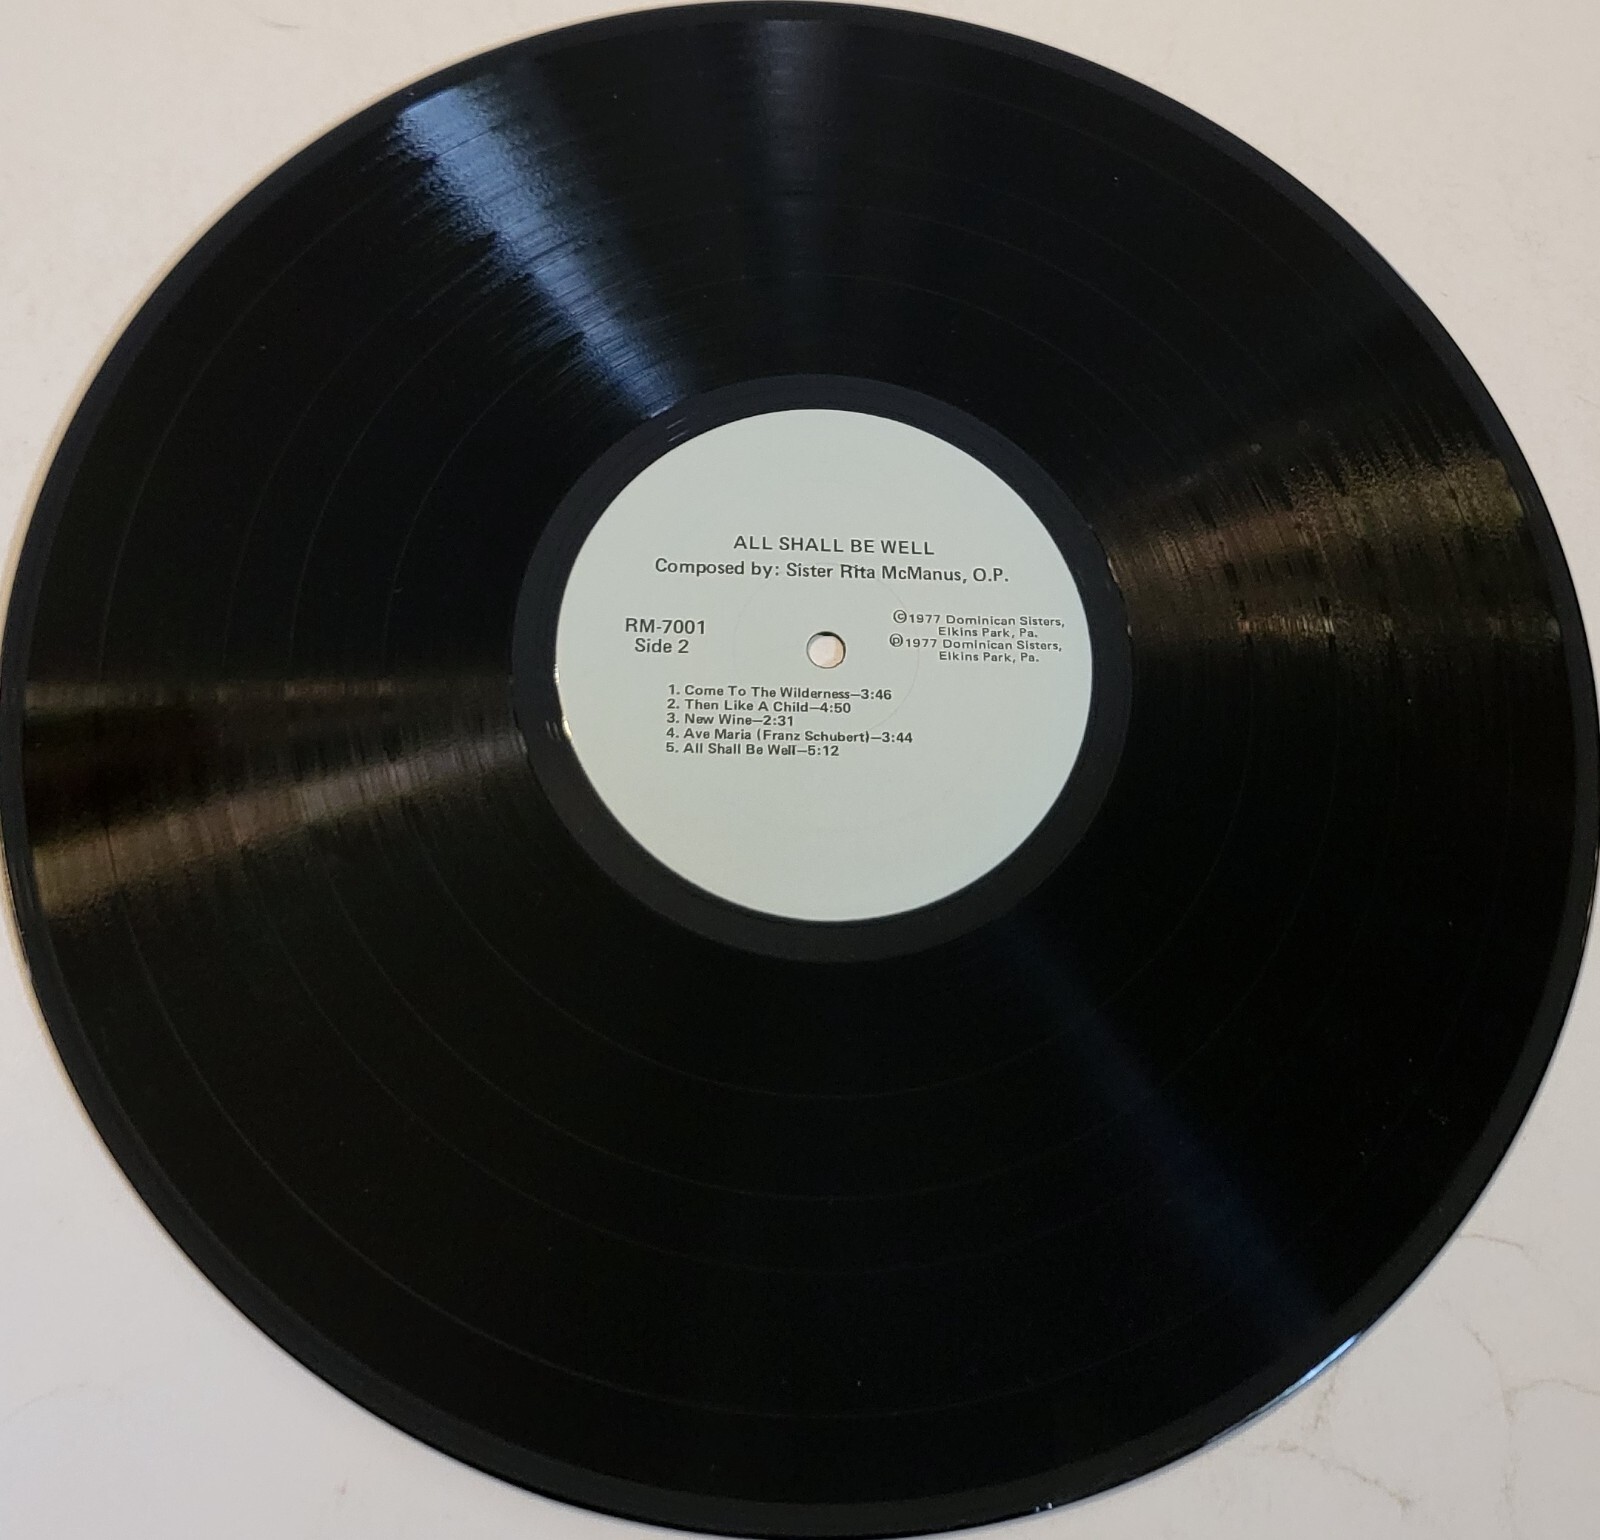 ALL SHALL BE WELL
Composed by: Sister Rita McManus, O.P.
RM-7001
Side 2
©1977 Dominican Sisters,
Elkins Park, Pa.
℗1977 Dominican Sisters,
Elkins Park, Pa.
1. Come To The Wilderness—3:46
2. Then Like A Child—4:50
3. New Wine—2:31
4. Ave Maria (Franz Schubert)—3:44
5. All Shall Be Well—5:12